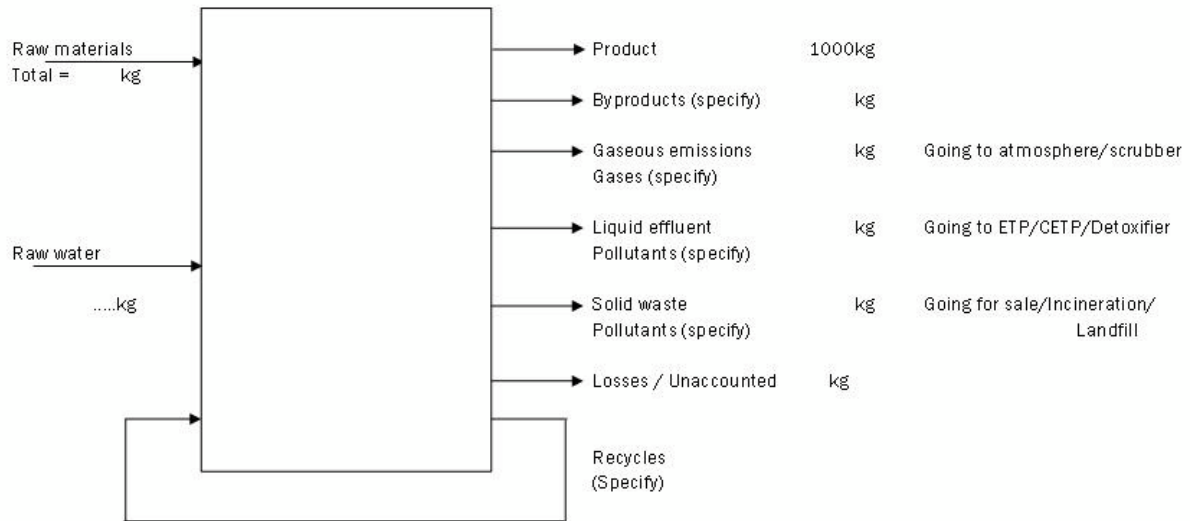 Raw materials
Total = kg
Raw water
.....kg
Product 1000kg
Byproducts (specify) kg
Gaseous emissions kg Going to atmosphere/scrubber
Gases (specify)
Liquid effluent kg Going to ETP/CETP/Detoxifier
Pollutants (specify)
Solid waste kg Going for sale/Incineration/
Pollutants (specify) Landfill
Losses / Unaccounted kg
Recycles
(Specify)